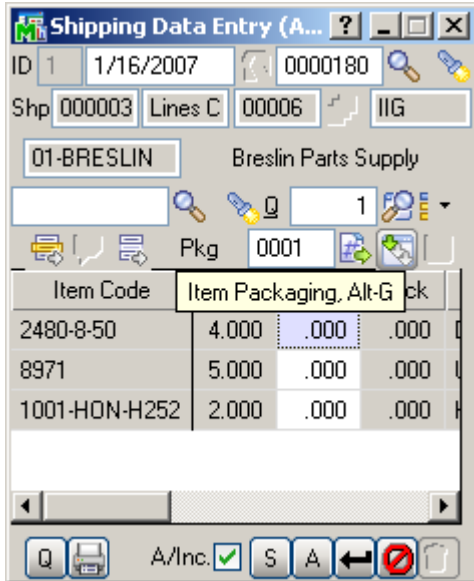 Shipping Data Entry (A... ?
ID 1 1/16/2007 0000180
Shp 000003 Lines C 00006 IIG
01-BRESLIN Breslin Parts Supply
Q 1
Pkg 0001
Item Packaging, Alt-G
Item Code ck
2480-8-50 4.000 .000 .000
8971 5.000 .000 .000
1001-HON-H252 2.000 .000 .000
Q A/Inc. S A